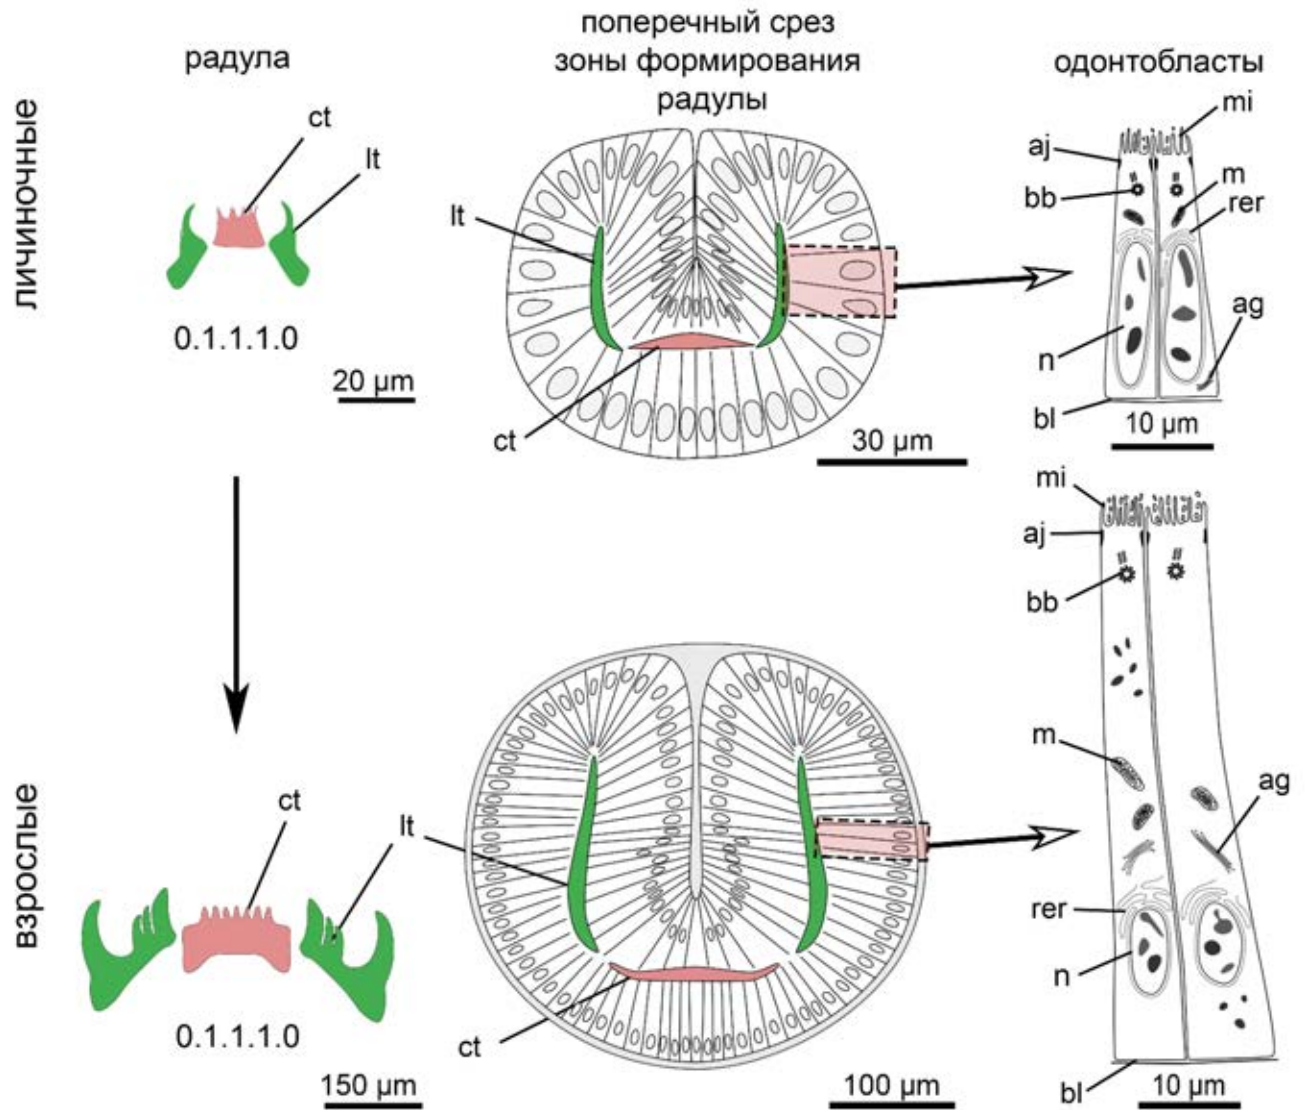 радула
поперечный срез
зоны формирования
радулы
одонтобласты
личиночные
ct
lt
0.1.1.1.0
20 µm
lt
ct
30 µm
mi
aj
m
bb
rer
ag
n
bl
10 µm
взрослые
ct
lt
0.1.1.1.0
150 µm
ct
100 µm
mi
aj
bb
m
ag
rer
n
bl
10 µm